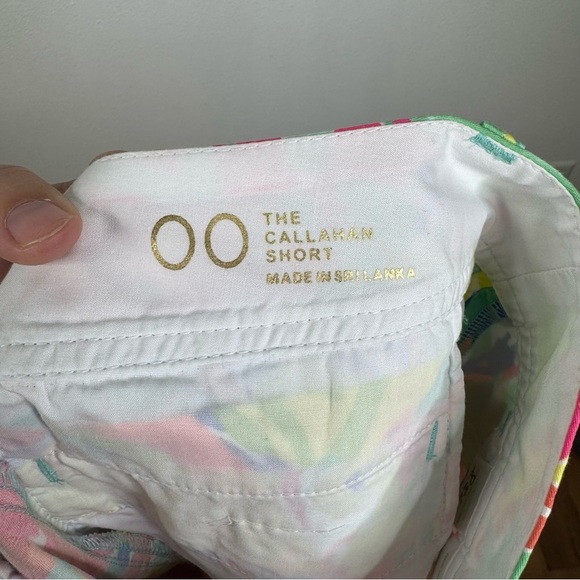 00
THE
CALLAHAN
SHORT
MADE IN SRI LANKA